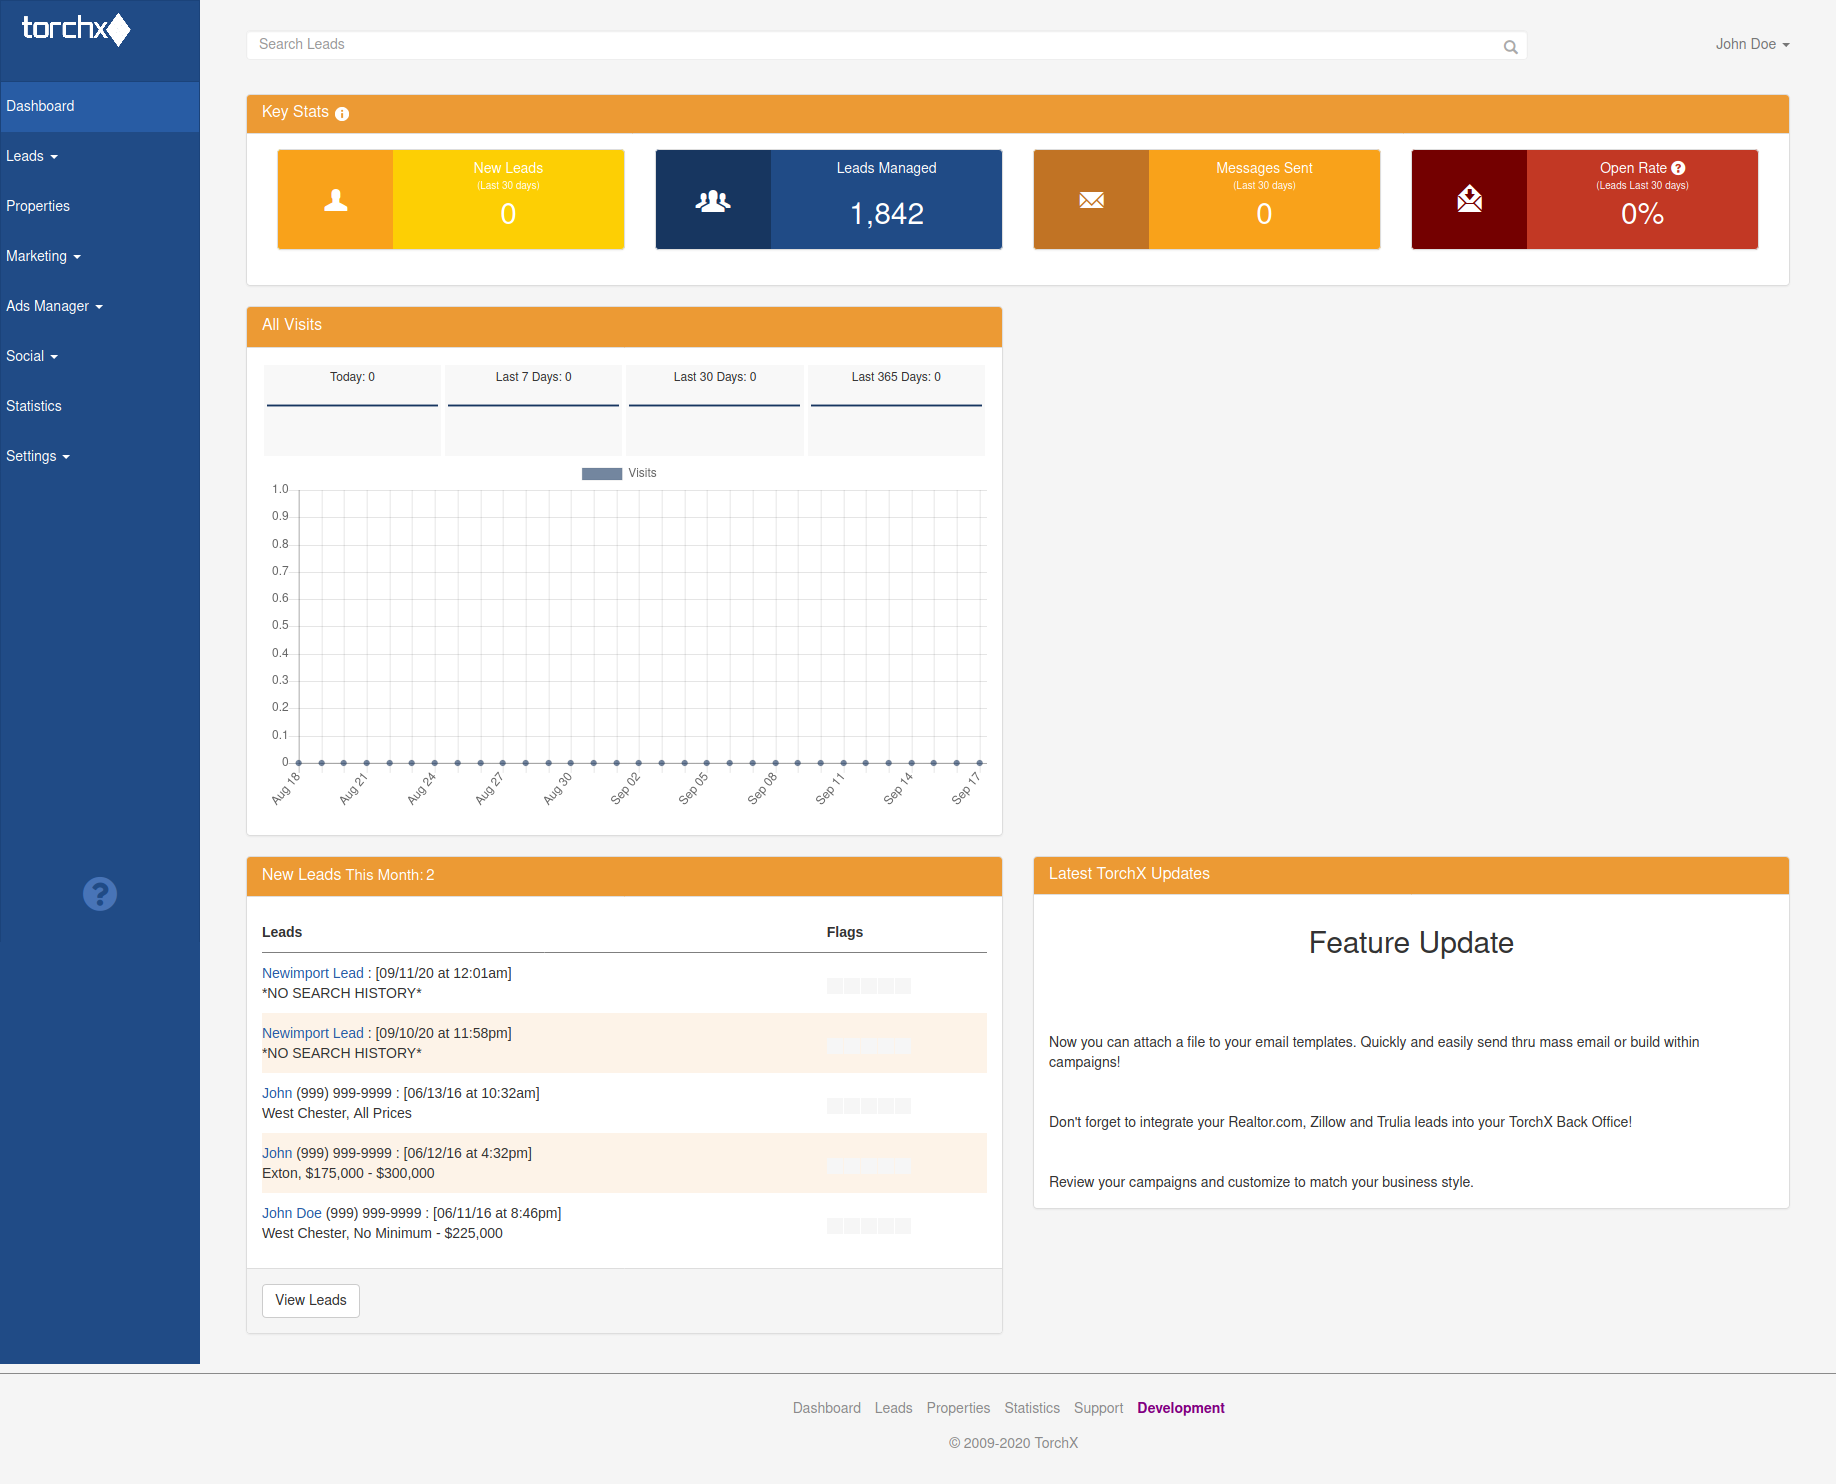 torchx
Search Leads
John Doe
Dashboard
Leads
Properties
Marketing
Ads Manager
Social
Statistics
Settings
Key Stats
New Leads
(Last 30 days)
0
Leads Managed
1,842
Messages Sent
(Last 30 days)
0
Open Rate
(Leads Last 30 days)
0%
All Visits
Today: 0
Last 7 Days: 0
Last 30 Days: 0
Last 365 Days: 0
Visits
1.0
0.9
0.8
0.7
0.6
0.5
0.4
0.3
0.2
0.1
0
Aug 18
Aug 21
Aug 24
Aug 27
Aug 30
Sep 02
Sep 05
Sep 08
Sep 11
Sep 14
Sep 17
New Leads This Month: 2
Leads Flags
Newimport Lead : [09/11/20 at 12:01am]
*NO SEARCH HISTORY*
Newimport Lead : [09/10/20 at 11:58pm]
*NO SEARCH HISTORY*
John (999) 999-9999 : [06/13/16 at 10:32am]
West Chester, All Prices
John (999) 999-9999 : [06/12/16 at 4:32pm]
Exton, $175,000 - $300,000
John Doe (999) 999-9999 : [06/11/16 at 8:46pm]
West Chester, No Minimum - $225,000
View Leads
Latest TorchX Updates
Feature Update
Now you can attach a file to your email templates. Quickly and easily send thru mass email or build within
campaigns!
Don't forget to integrate your Realtor.com, Zillow and Trulia leads into your TorchX Back Office!
Review your campaigns and customize to match your business style.
Dashboard Leads Properties Statistics Support Development
© 2009-2020 TorchX